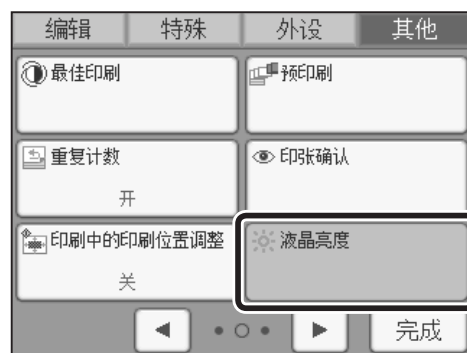 编辑 特殊 外设 其他
最佳印刷 预印刷
重复计数 印张确认
开
印刷中的印刷位置调整 液晶亮度
关
完成